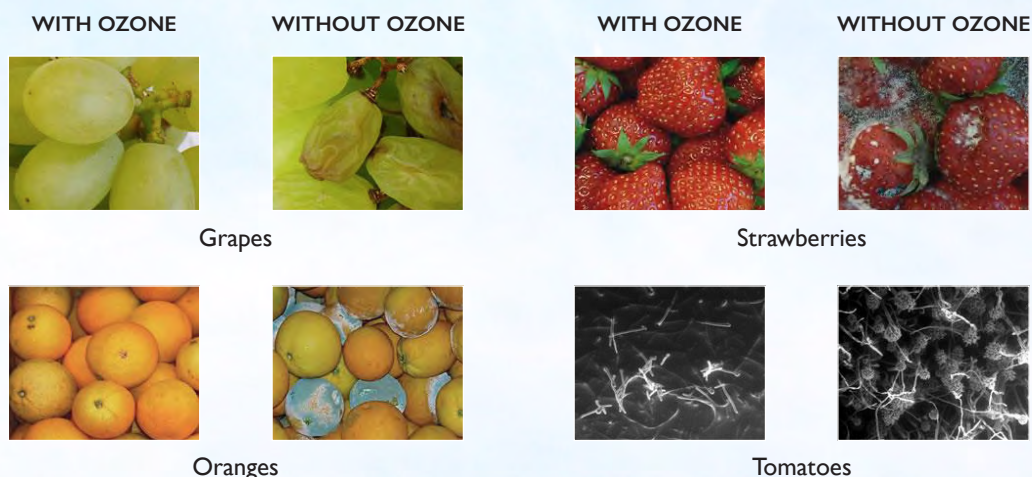 WITH OZONE WITHOUT OZONE WITH OZONE WITHOUT OZONE
Grapes Strawberries
Oranges Tomatoes